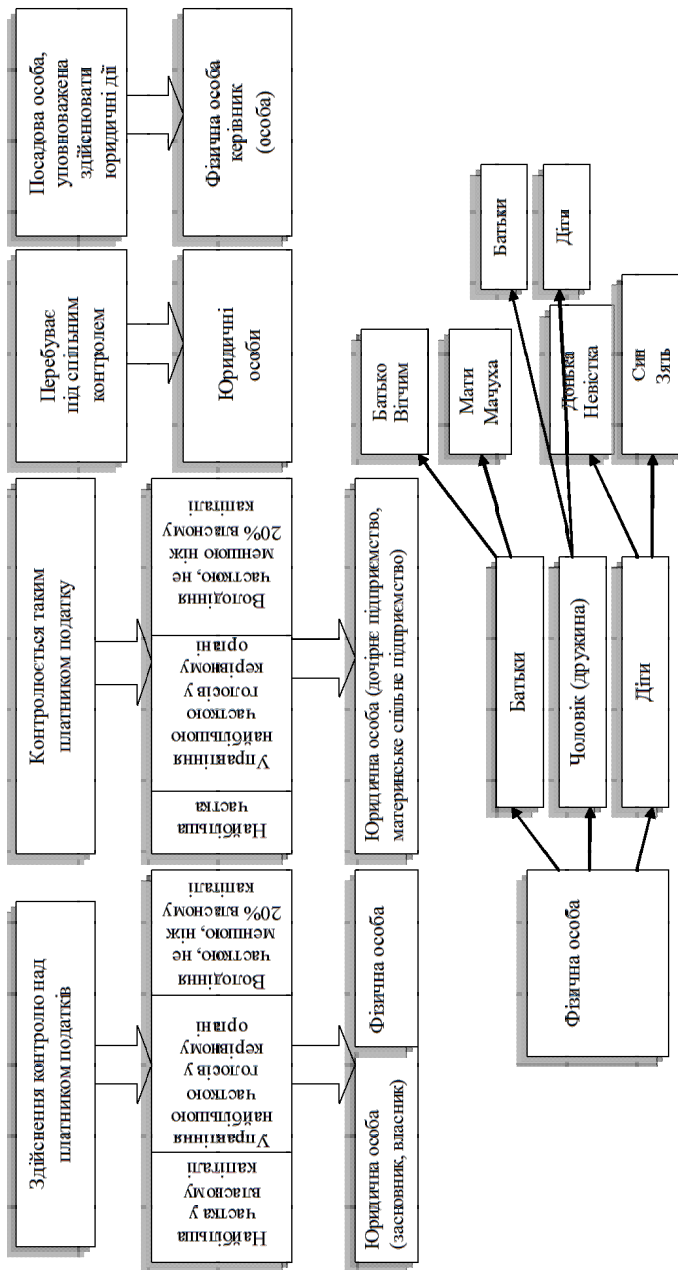 Здійснення контролю над
платником податків
Контролюється таким
платником податку
Перебуває
під спільним
контролем
Посадова особа,
уповноважена
здійснювати
юридичні дії
Найбільша
частка у
власному
капіталі
Управління
найбільшою
часткою
голосів у
керівному
органі
Володіння
часткою, не,
меншою, ніж
20% власному
капіталі
Найбільша
частка
Управління
найбільшою
часткою
голосів у
керівному
органі
Володіння
часткою, не,
меншою ніж
20% власному
капіталі
Юридичні
особи
Фізична особа
керівник
(особа)
Юридична особа
(засновник, власник)
Фізична особа
Юридична особа (дочірнє підприємство,
материнське спільне підприємство)
Фізична особа
Батьки
Чоловік (дружина)
Діти
Батько
Вітчим
Мати
Мачуха
Батьки
Діти
Донька
Невістка
Син
Зять